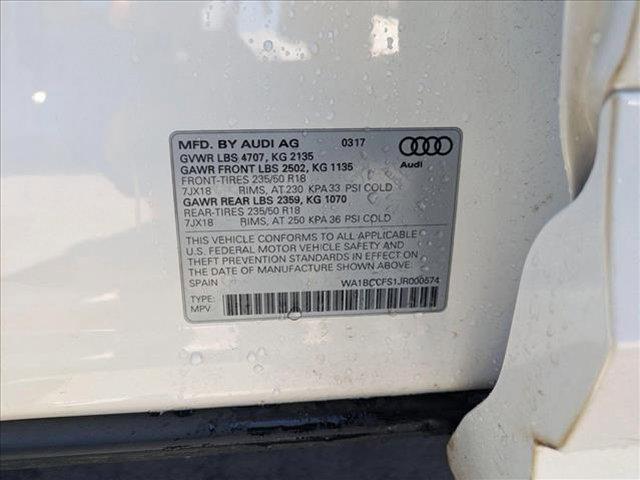 MFD. BY AUDI AG 0317
GVWR LBS 4707, KG 2135
GAWR FRONT LBS 2502, KG 1135
FRONT-TIRES 235/50 R18
7JX18 RIMS, AT 230 KPA 33 PSI COLD
GAWR REAR LBS 2359, KG 1070
REAR-TIRES 235/50 R18
7JX18 RIMS, AT 250 KPA 36 PSI COLD
Audi
THIS VEHICLE CONFORMS TO ALL APPLICABLE
U.S. FEDERAL MOTOR VEHICLE SAFETY AND
THEFT PREVENTION STANDARDS IN EFFECT ON
THE DATE OF MANUFACTURE SHOWN ABOVE.
SPAIN WA1BCCFS1JR000574
TYPE:
MPV